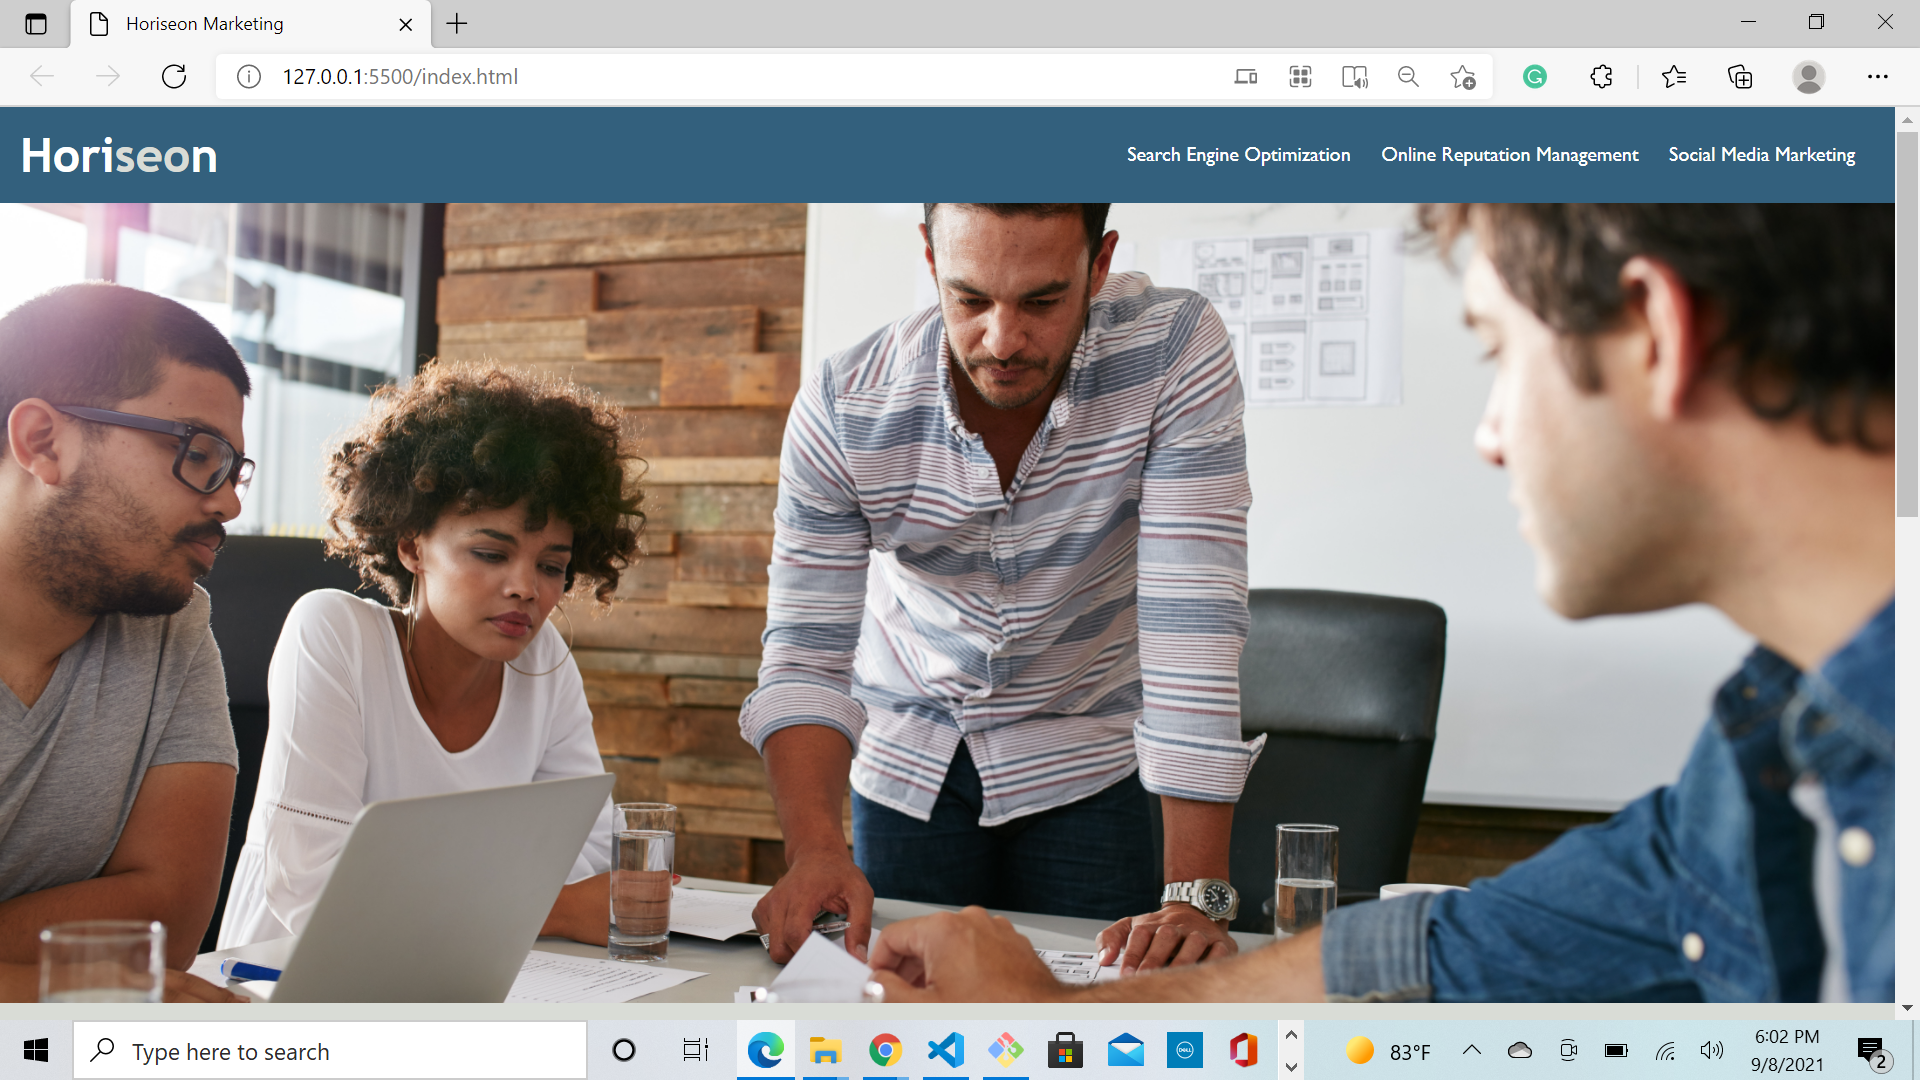 Horiseon Marketing
127.0.0.1:5500/index.html
Horiseon
Search Engine Optimization Online Reputation Management Social Media Marketing
Type here to search
DELL
83°F
6:02 PM
9/8/2021
2